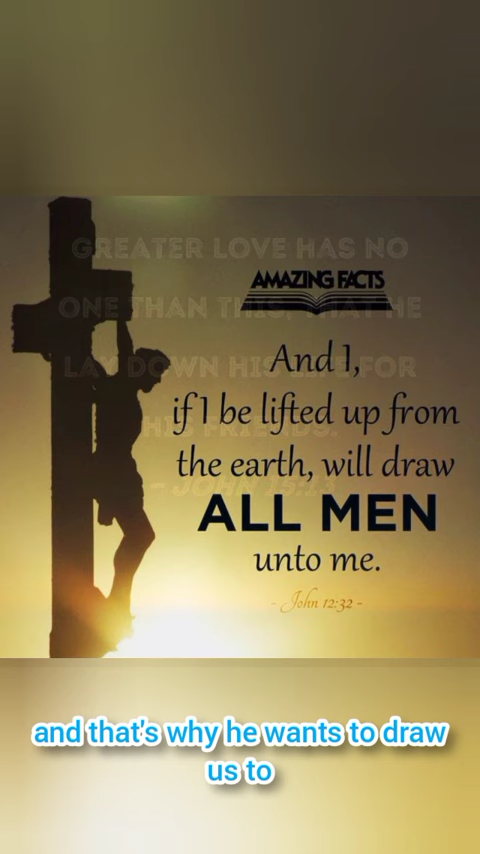 GREATER LOVE HAS NO
ONE THAN THIS, THAT HE
LAY DOWN HIS LIFE FOR
HIS FRIENDS.
- JOHN 15:13
AMAZING FACTS
And I,
if I be lifted up from
the earth, will draw
ALL MEN
unto me.
- John 12:32 -
and that's why he wants to draw
us to